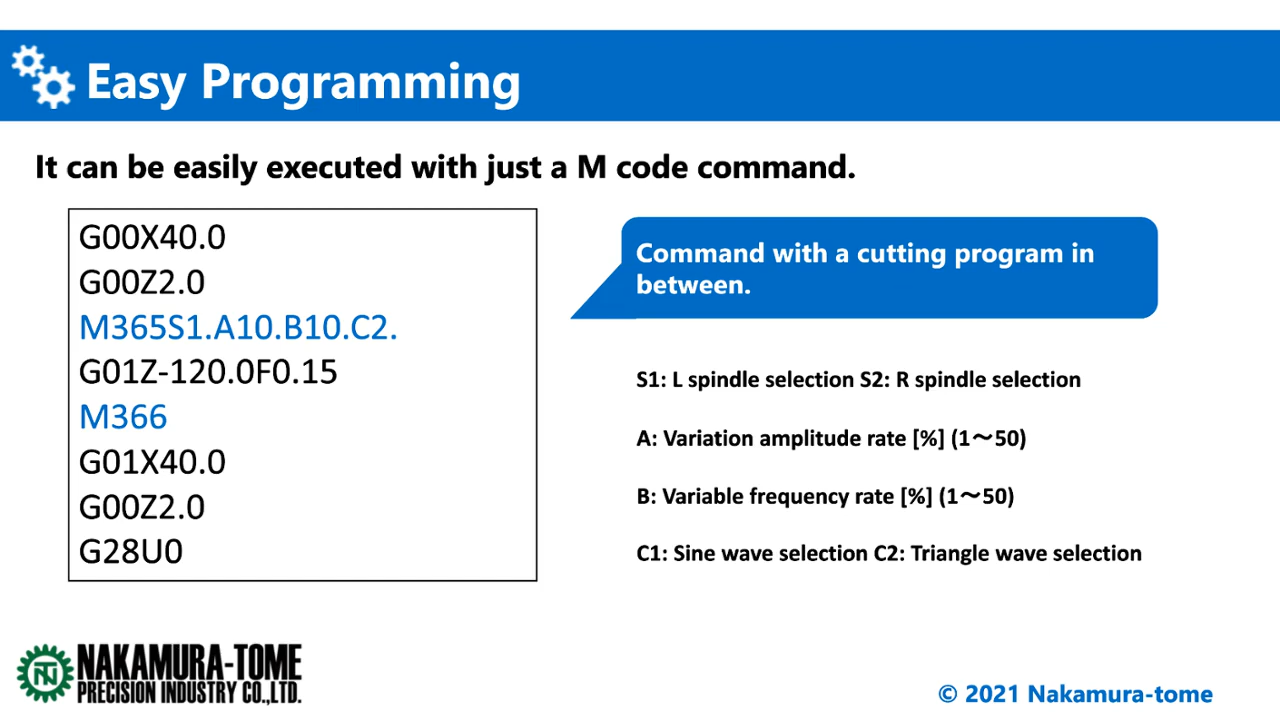 Easy Programming
It can be easily executed with just a M code command.
G00X40.0
G00Z2.0
M365S1.A10.B10.C2.
G01Z-120.0F0.15
M366
G01X40.0
G00Z2.0
G28U0
Command with a cutting program in
between.
S1: L spindle selection S2: R spindle selection
A: Variation amplitude rate [%] (1～50)
B: Variable frequency rate [%] (1～50)
C1: Sine wave selection C2: Triangle wave selection
NAKAMURA-TOME
PRECISION INDUSTRY CO.,LTD.
© 2021 Nakamura-tome